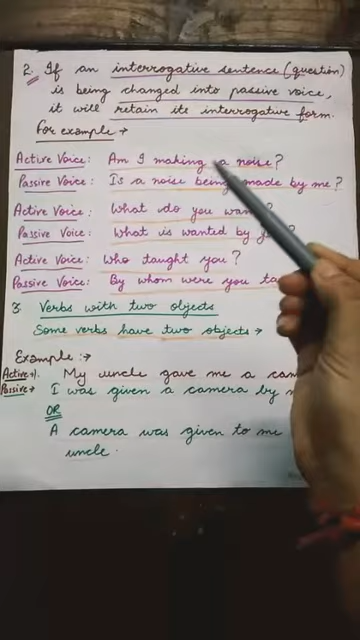 2. If an interrogative sentence (question)
is being changed into passive voice,
it will retain its interrogative form.
For example →
Active Voice: Am I making a noise?
Passive Voice: Is a noise being made by me?
Active Voice: What do you ?
Passive Voice: What is wanted by ?
Active Voice: Who taught you?
Passive Voice: By whom were you
3. Verbs with two objects
Some verbs have two objects →
Example :→
Active →. My uncle gave me a
Passive → I was given a camera by
OR
A camera was given to me
uncle.